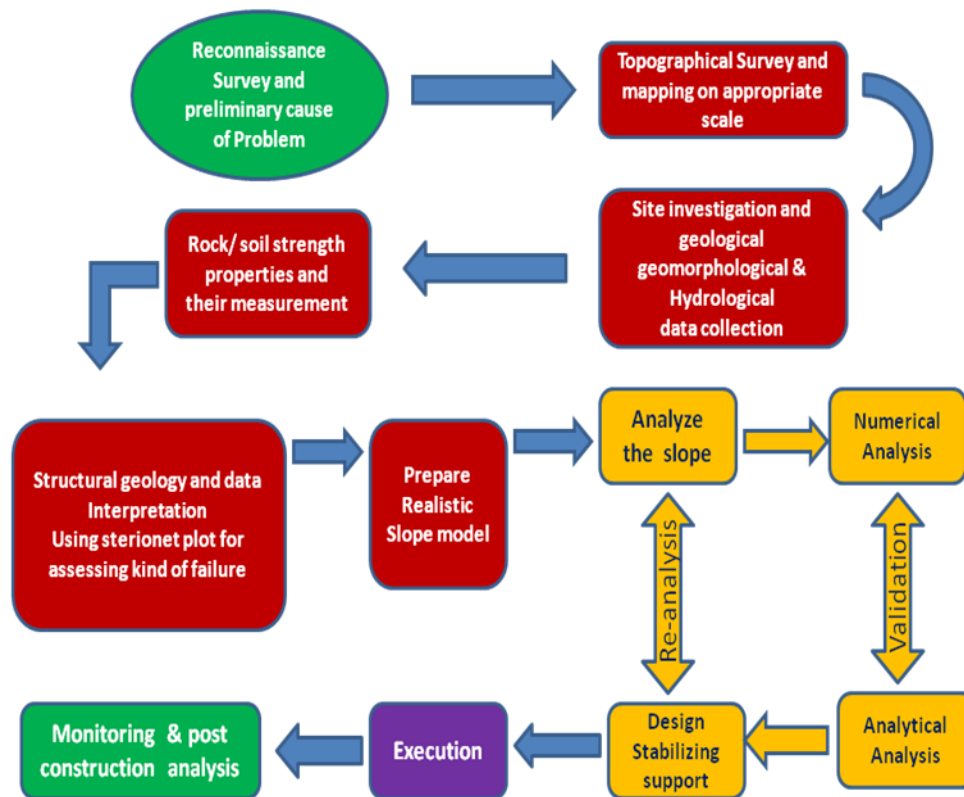 Reconnaissance
Survey and
preliminary cause
of Problem
Topographical Survey and
mapping on appropriate
scale
Site investigation and
geological
geomorphological &
Hydrological
data collection
Rock/ soil strength
properties and
their measurement
Structural geology and data
Interpretation
Using sterionet plot for
assessing kind of failure
Prepare
Realistic
Slope model
Analyze
the slope
Numerical
Analysis
Re-analysis
Validation
Analytical
Analysis
Design
Stabilizing
support
Execution
Monitoring & post
construction analysis